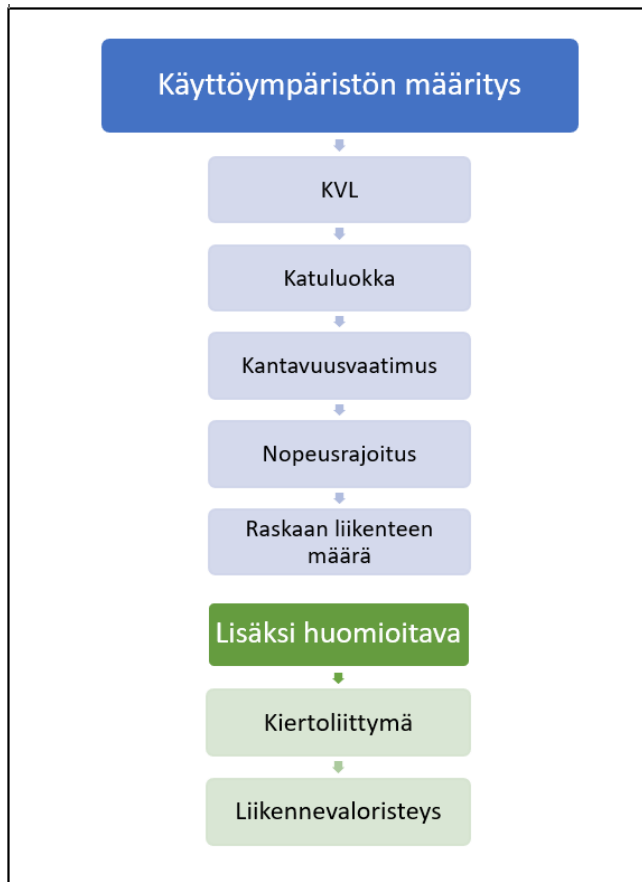 Käyttöympäristön määritys
KVL
Katuluokka
Kantavuusvaatimus
Nopeusrajoitus
Raskaan liikenteen
määrä
Lisäksi huomioitava
Kiertoliittymä
Liikennevaloristeys